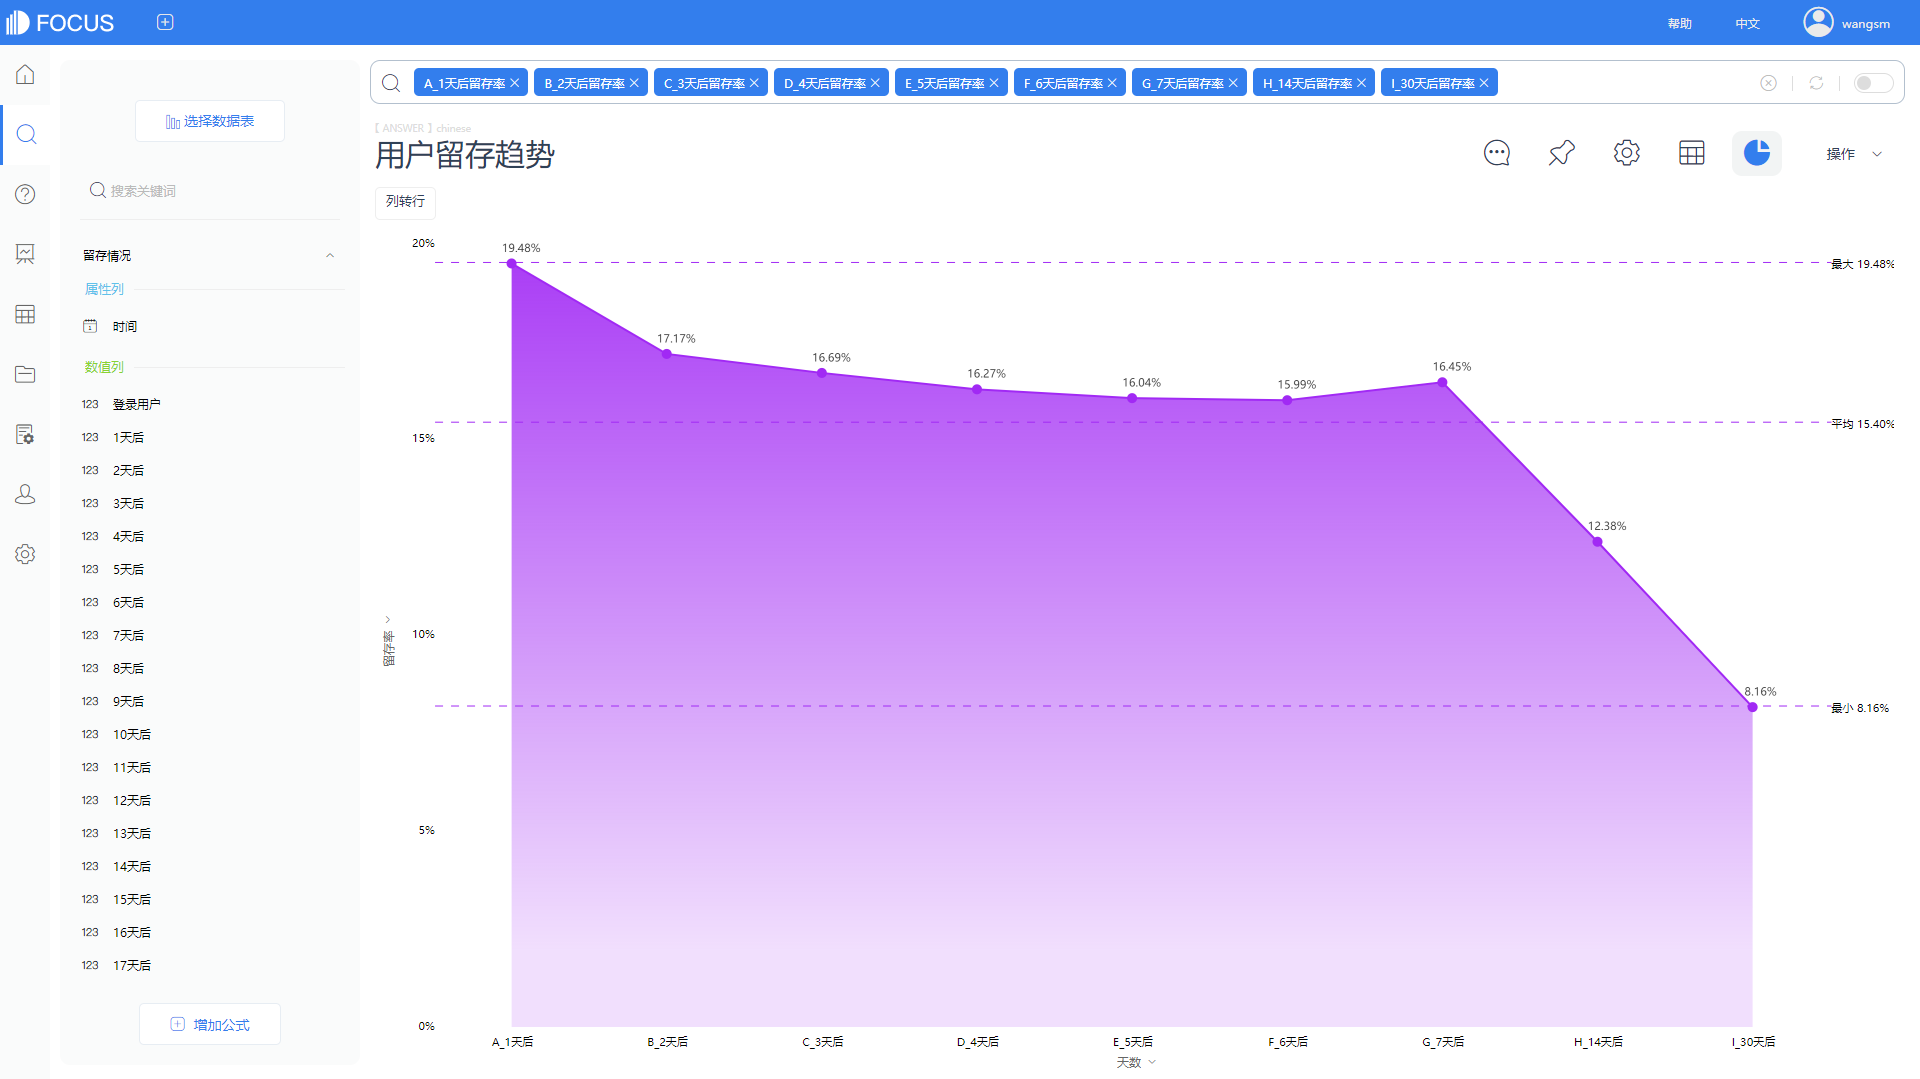 FOCUS
帮助 中文 wangsm
选择数据表
搜索关键词
留存情况
属性列
时间
数值列
123 登录用户
123 1天后
123 2天后
123 3天后
123 4天后
123 5天后
123 6天后
123 7天后
123 8天后
123 9天后
123 10天后
123 11天后
123 12天后
123 13天后
123 14天后
123 15天后
123 16天后
123 17天后
增加公式
A_1天后留存率 B_2天后留存率 C_3天后留存率 D_4天后留存率 E_5天后留存率 F_6天后留存率 G_7天后留存率 H_14天后留存率 I_30天后留存率
【 ANSWER 】chinese
用户留存趋势
操作
列转行
20%
15%
10%
5%
0%
留存率
19.48%
17.17%
16.69%
16.27%
16.04%
15.99%
16.45%
12.38%
8.16%
最大 19.48%
平均 15.40%
最小 8.16%
A_1天后 B_2天后 C_3天后 D_4天后 E_5天后 F_6天后 G_7天后 H_14天后 I_30天后
天数